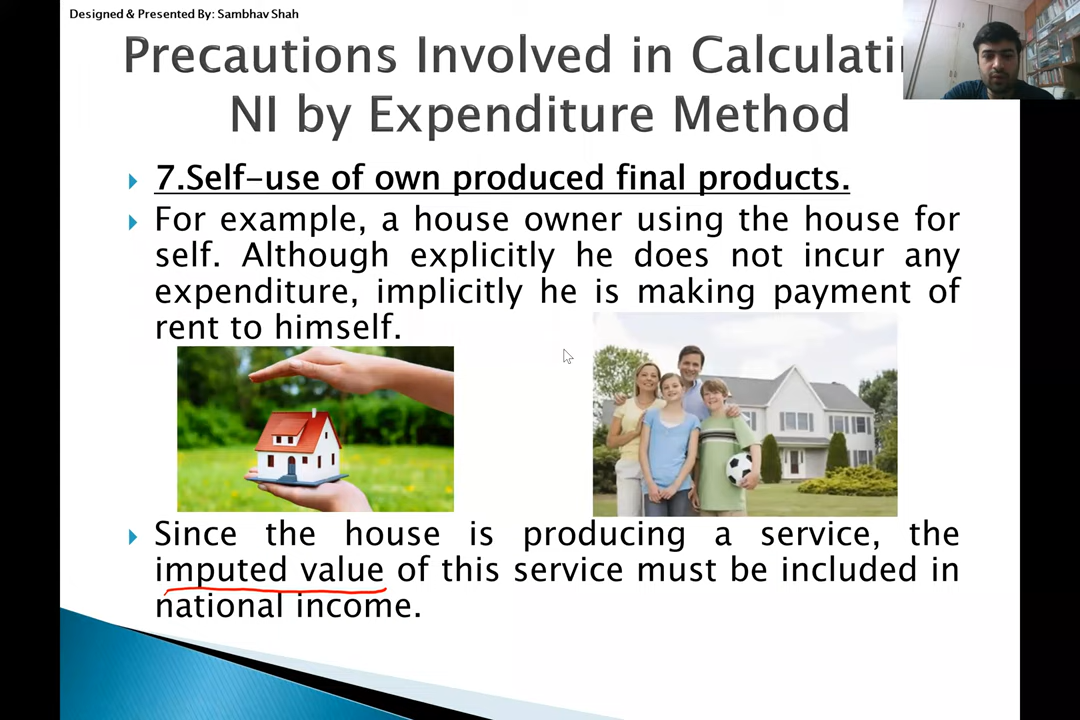 Designed & Presented By: Sambhav Shah
Precautions Involved in Calculatin
NI by Expenditure Method
7.Self-use of own produced final products.
For example, a house owner using the house for
self. Although explicitly he does not incur any
expenditure, implicitly he is making payment of
rent to himself.
Since the house is producing a service, the
imputed value of this service must be included in
national income.